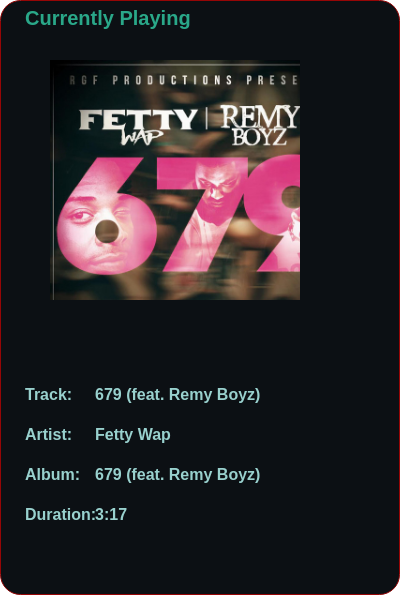 Currently Playing
RGF PRODUCTIONS PRESE
FETTY | REMY
WAP BOYZ
679
Track: 679 (feat. Remy Boyz)
Artist: Fetty Wap
Album: 679 (feat. Remy Boyz)
Duration:3:17